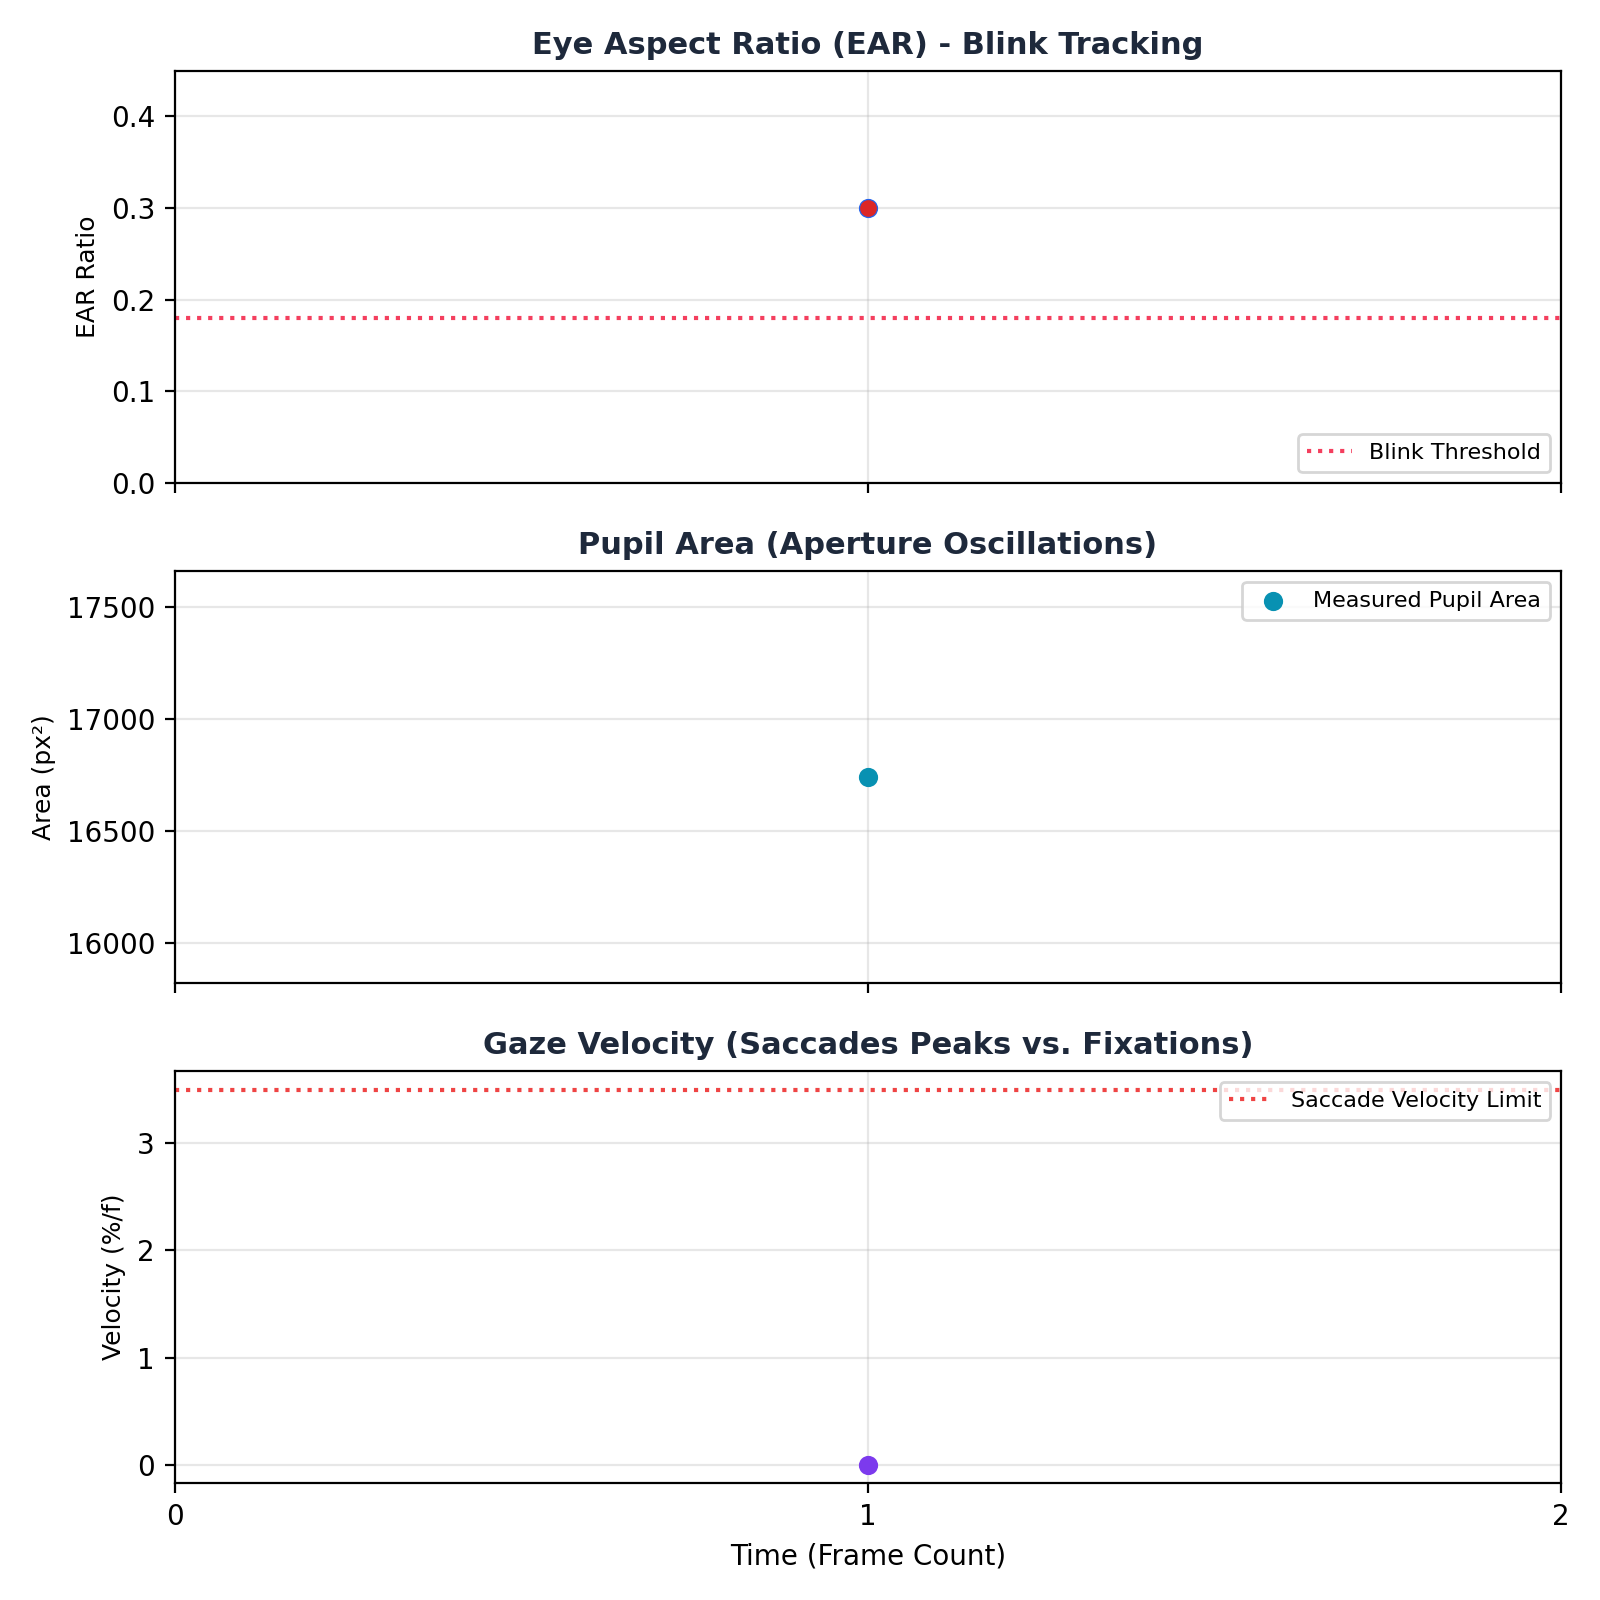 Eye Aspect Ratio (EAR) - Blink Tracking
EAR Ratio
0.4
0.3
0.2
0.1
0.0
Blink Threshold
Pupil Area (Aperture Oscillations)
Area (px²)
17500
17000
16500
16000
Measured Pupil Area
Gaze Velocity (Saccades Peaks vs. Fixations)
Velocity (%/f)
3
2
1
0
Saccade Velocity Limit
0 1 2
Time (Frame Count)